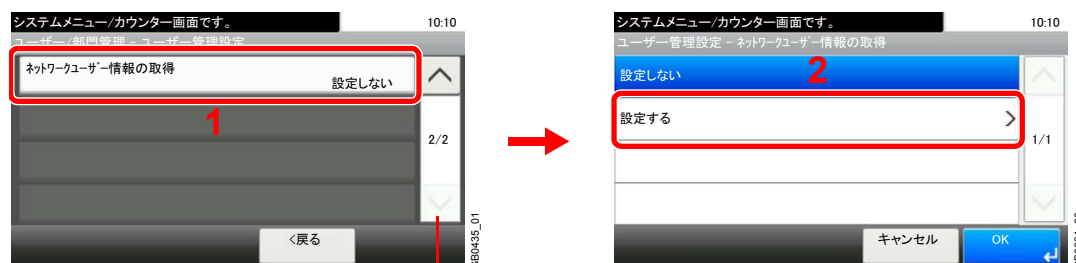 システムメニュー/カウンター画面です。
10:10
ユーザー/部門管理 - ユーザー管理設定
ネットワークユーザー情報の取得
設定しない
1
2/2
<戻る
GB0435_01
システムメニュー/カウンター画面です。
10:10
ユーザー管理設定 - ネットワークユーザー情報の取得
設定しない
2
設定する
1/1
キャンセル
OK